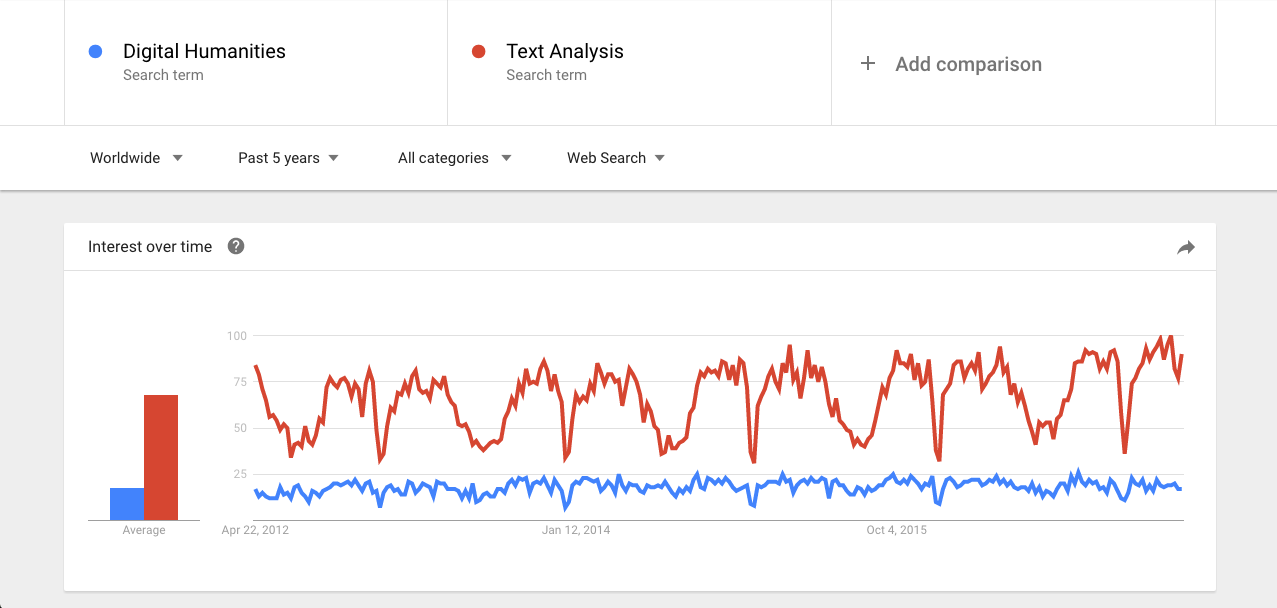 Digital Humanities
Search term
Text Analysis
Search term
+ Add comparison
Worldwide
Past 5 years
All categories
Web Search
Interest over time ?
100
75
50
25
Average
Apr 22, 2012
Jan 12, 2014
Oct 4, 2015